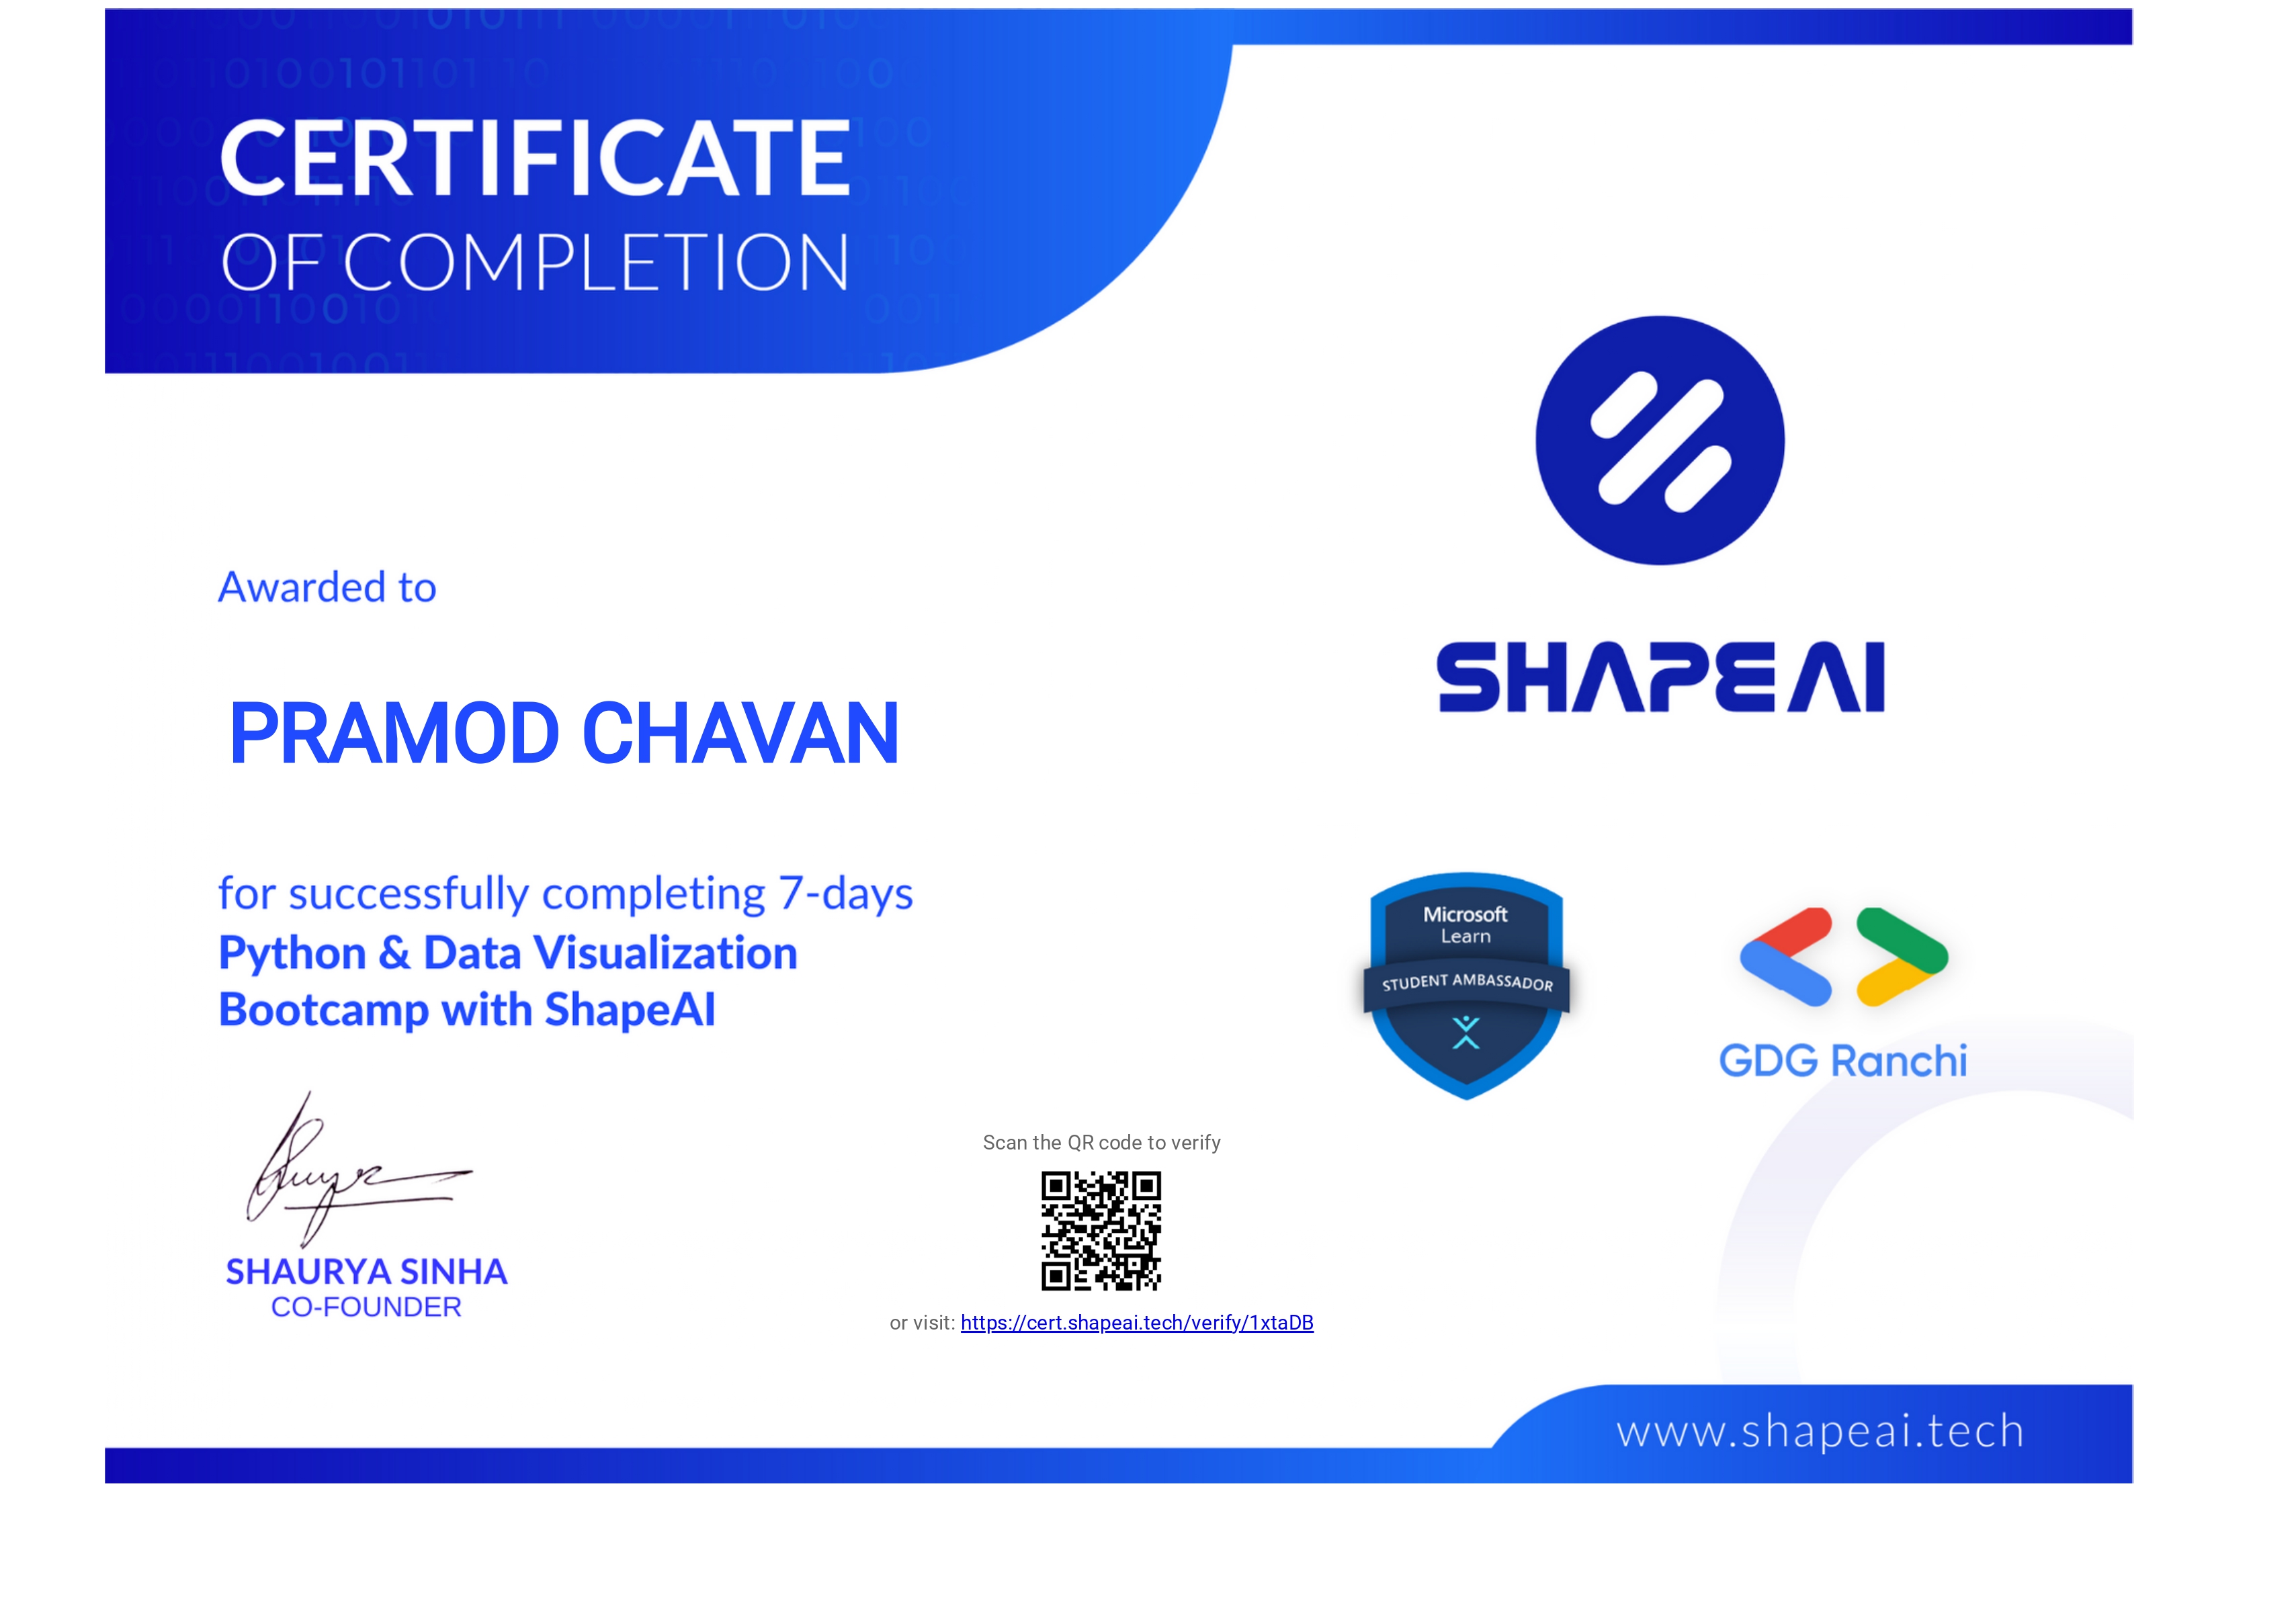 CERTIFICATE
OF COMPLETION
Awarded to
PRAMOD CHAVAN
for successfully completing 7-days
Python & Data Visualization
Bootcamp with ShapeAI
SHAURYA SINHA
CO-FOUNDER
Scan the QR code to verify
or visit: https://cert.shapeai.tech/verify/1xtaDB
SHAPEAI
Microsoft
Learn
STUDENT AMBASSADOR
GDG Ranchi
www.shapeai.tech